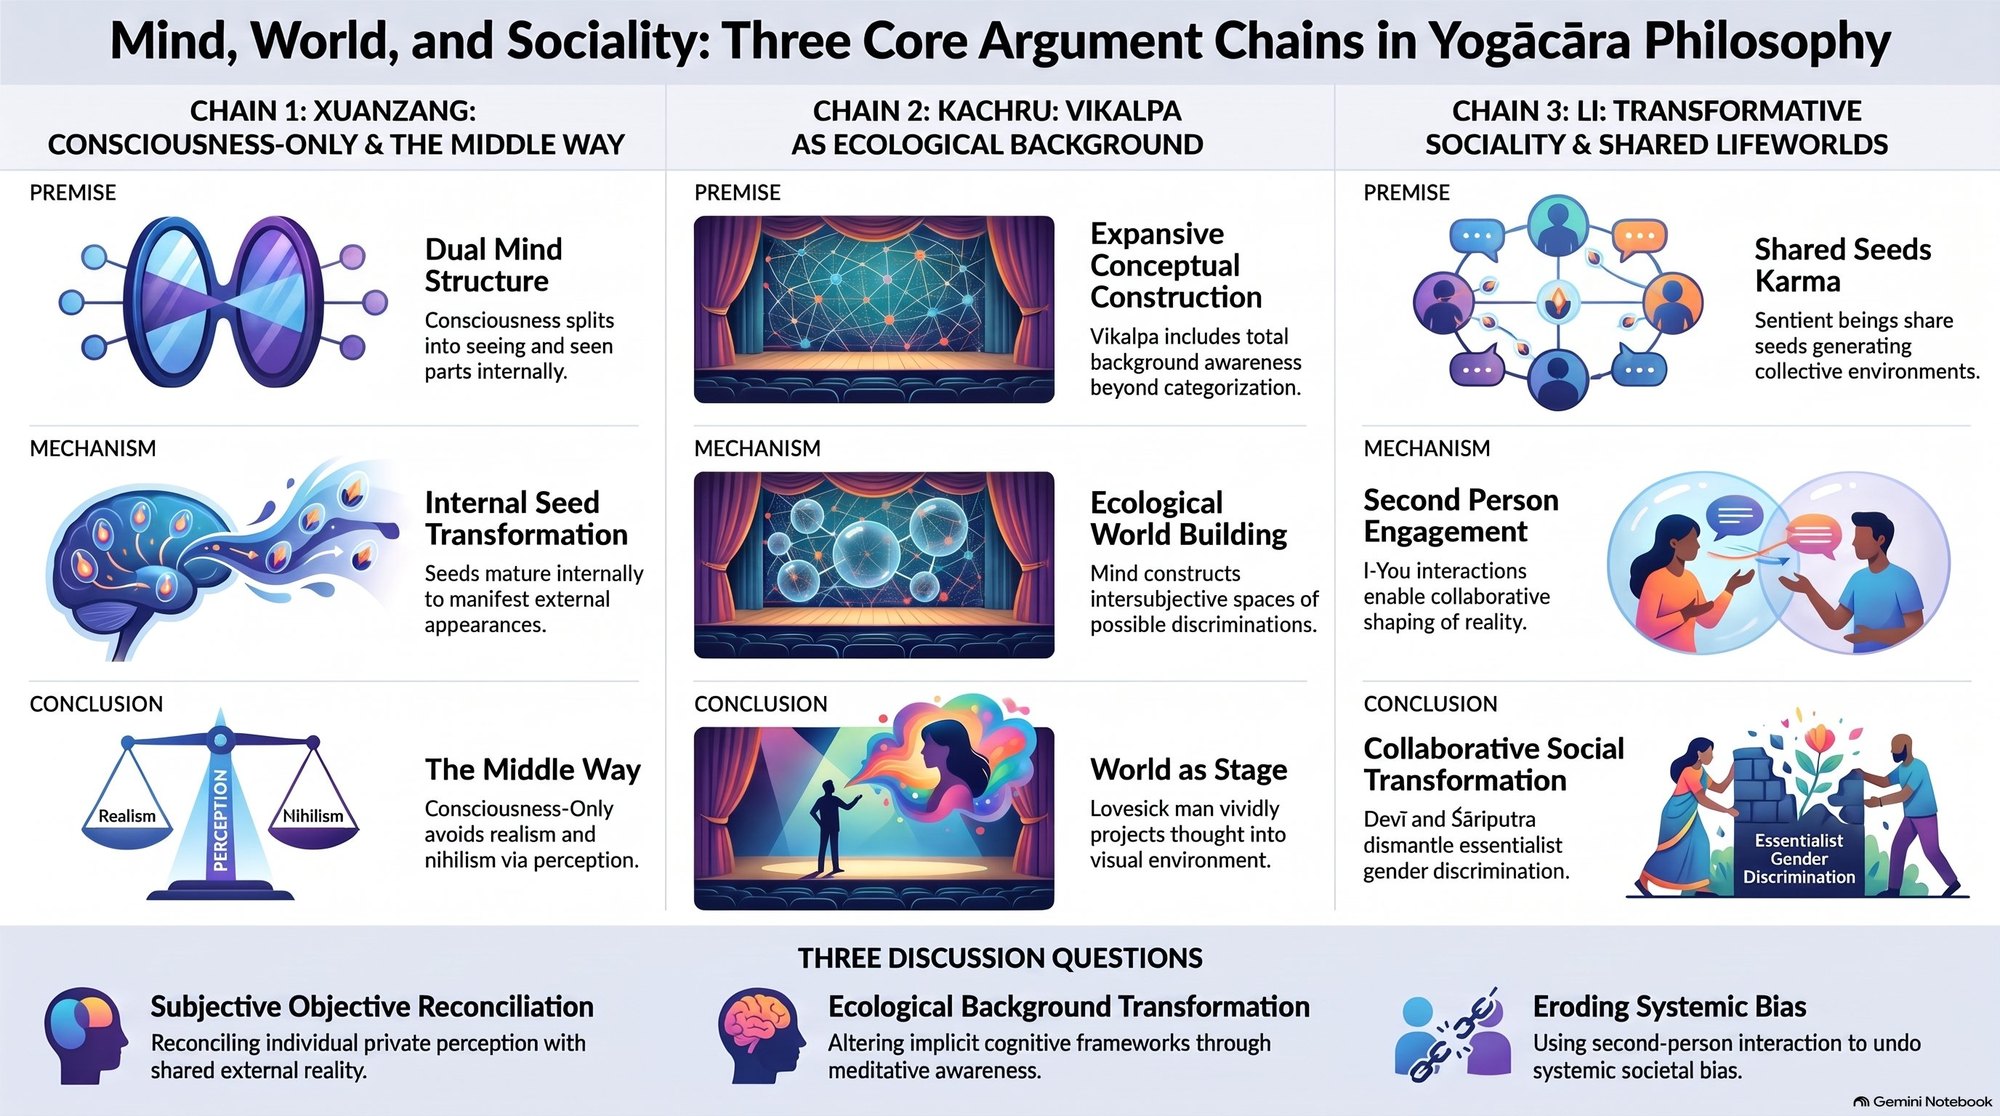 Mind, World, and Sociality: Three Core Argument Chains in Yogācāra Philosophy
CHAIN 1: XUANZANG:
CONSCIOUSNESS-ONLY & THE MIDDLE WAY
PREMISE
Dual Mind
Structure
Consciousness splits
into seeing and seen
parts internally.
MECHANISM
Internal Seed
Transformation
Seeds mature internally
to manifest external
appearances.
CONCLUSION
Realism
PERCEPTION
Nihilism
The Middle Way
Consciousness-Only
avoids realism and
nihilism via perception.
CHAIN 2: KACHRU: VIKALPA
AS ECOLOGICAL BACKGROUND
PREMISE
Expansive
Conceptual
Construction
Vikalpa includes total
background awareness
beyond categorization.
MECHANISM
Ecological
World Building
Mind constructs
intersubjective spaces of
possible discriminations.
CONCLUSION
World as Stage
Lovesick man vividly
projects thought into
visual environment.
CHAIN 3: LI: TRANSFORMATIVE
SOCIALITY & SHARED LIFEWORLDS
PREMISE
Shared Seeds
Karma
Sentient beings share
seeds generating
collective environments.
MECHANISM
Second Person
Engagement
I-You interactions
enable collaborative
shaping of reality.
CONCLUSION
Collaborative Social
Transformation
Devī and Śāriputra
dismantle essentialist
gender discrimination.
Essentialist
Gender
Discrimination
THREE DISCUSSION QUESTIONS
Subjective Objective Reconciliation
Reconciling individual private perception with
shared external reality.
Ecological Background Transformation
Altering implicit cognitive frameworks through
meditative awareness.
Eroding Systemic Bias
Using second-person interaction to undo
systemic societal bias.
Gemini Notebook